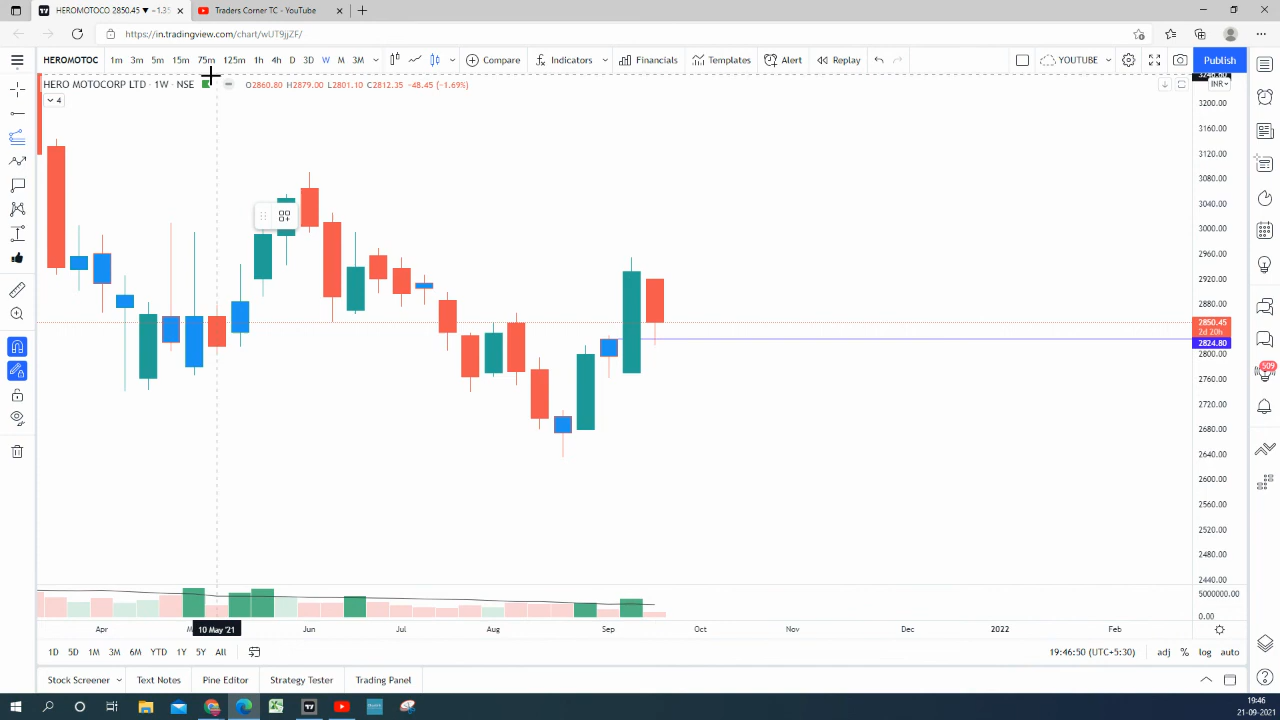 HEROMOTOCO 2850.45 ▼ −1.35
Traders Corner TC - YouTube
https://in.tradingview.com/chart/wUT9jjZF/
HEROMOTOC 1m 3m 5m 15m 75m 125m 1h 4h D 3D W M 3M Compare Indicators Financials Templates Alert Replay YOUTUBE Publish
HERO MOTOCORP LTD · 1W · NSE O2860.80 H2879.00 L2801.10 C2812.35 −48.45 (−1.69%)
INR
4
3200.00
3160.00
3120.00
3080.00
3040.00
3000.00
2960.00
2920.00
2880.00
2850.45
2d 20h
2824.80
2800.00
2760.00
2720.00
2680.00
2640.00
2600.00
2560.00
2520.00
2480.00
2440.00
5000000.00
0.00
509
Apr 10 May '21 Jun Jul Aug Sep Oct Nov Dec 2022 Feb
1D 5D 1M 3M 6M YTD 1Y 5Y All 19:46:50 (UTC+5:30) adj % log auto
Stock Screener Text Notes Pine Editor Strategy Tester Trading Panel
19:46
21-09-2021